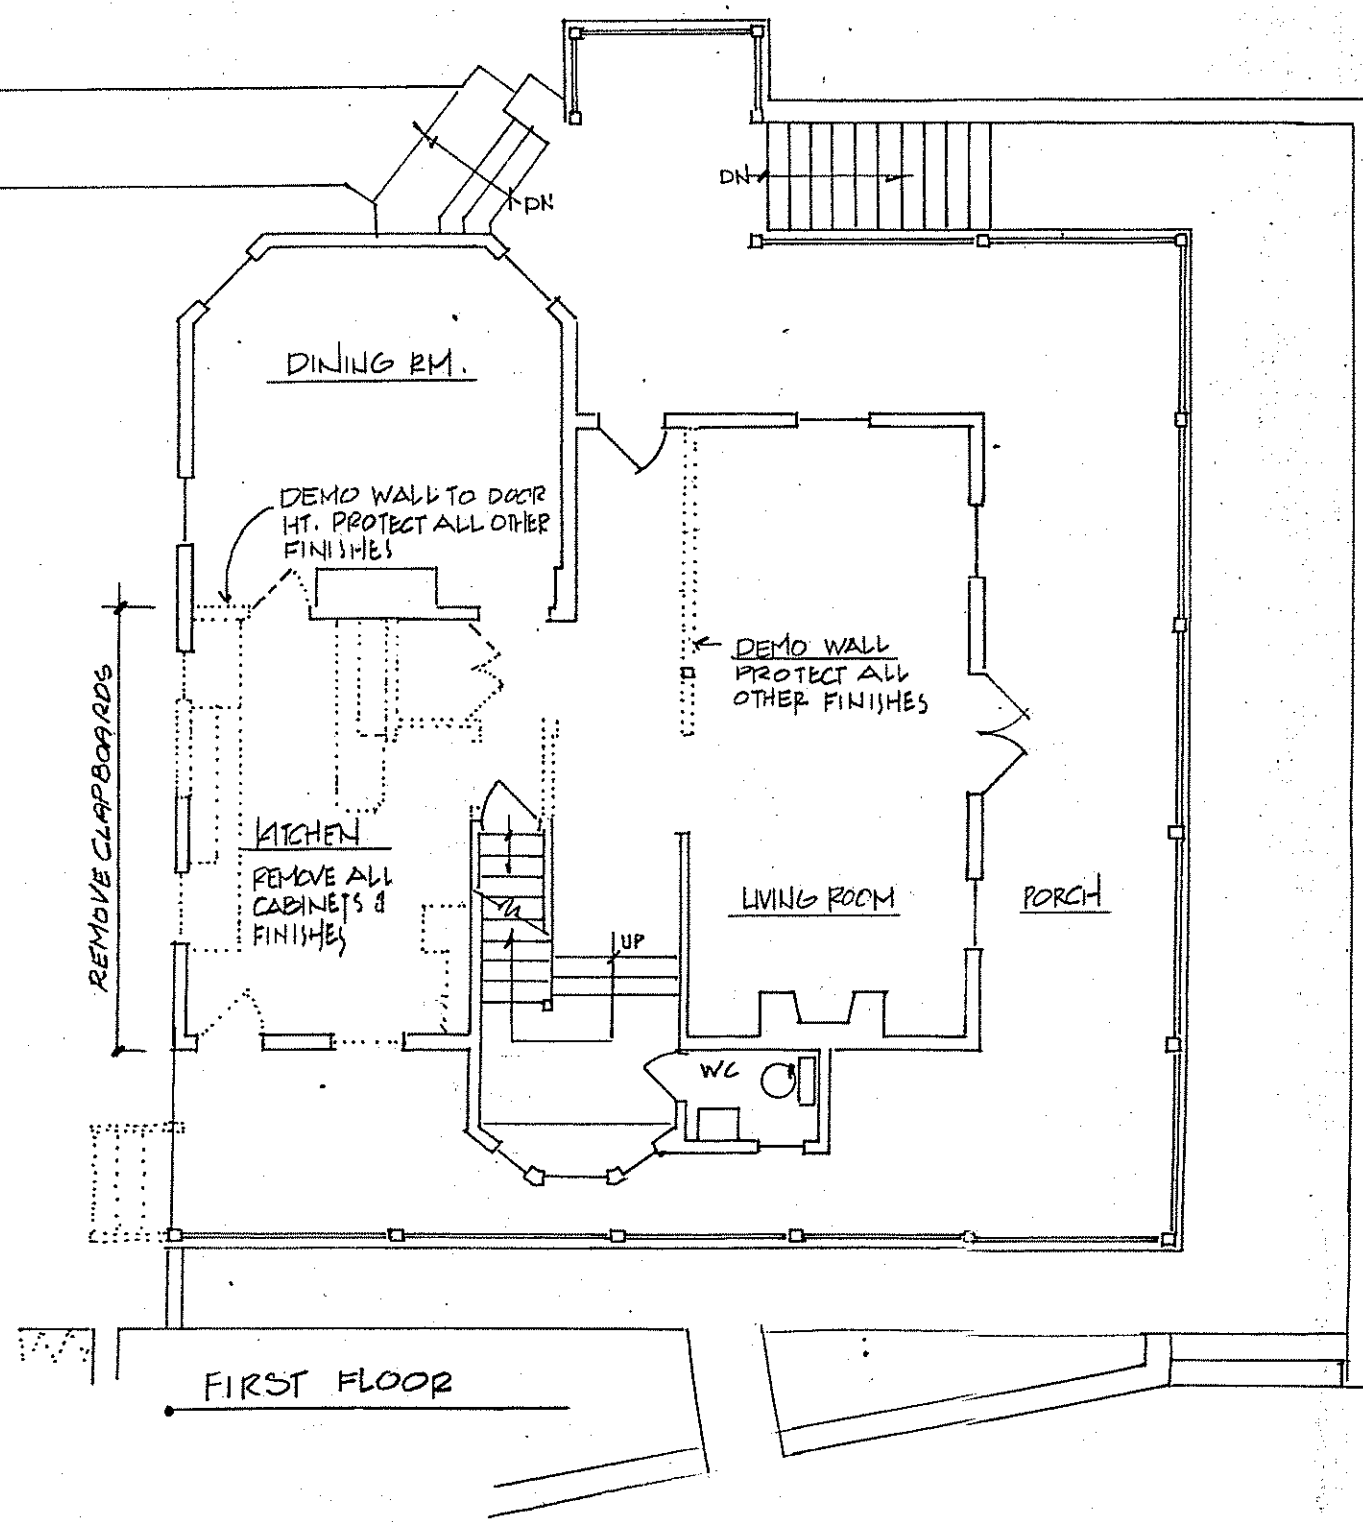 DN
DN
DINING RM.
DEMO WALL TO DOOR
HT. PROTECT ALL OTHER
FINISHES
DEMO WALL
PROTECT ALL
OTHER FINISHES
REMOVE CLAPBOARDS
KITCHEN
REMOVE ALL
CABINETS &
FINISHES
UP
LIVING ROOM
PORCH
WC
FIRST FLOOR